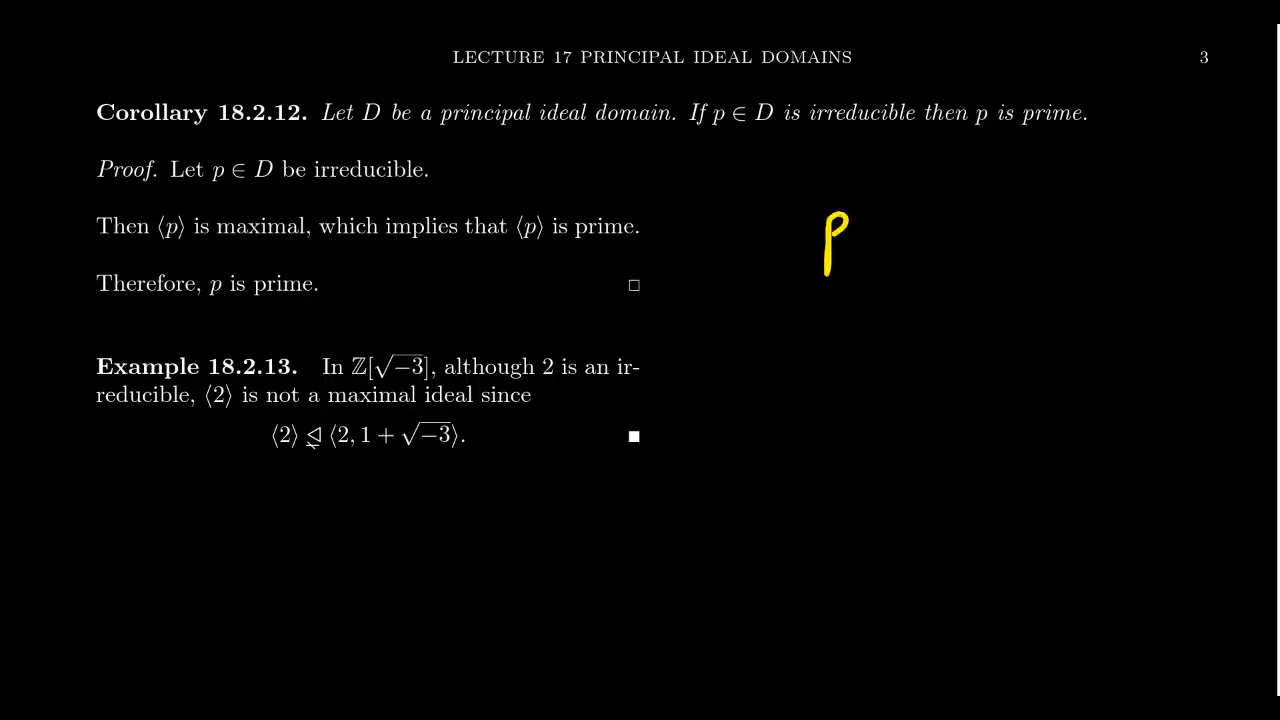 LECTURE 17 PRINCIPAL IDEAL DOMAINS 3
Corollary 18.2.12. Let D be a principal ideal domain. If p ∈ D is irreducible then p is prime.
Proof. Let p ∈ D be irreducible.
Then ⟨p⟩ is maximal, which implies that ⟨p⟩ is prime.
p
Therefore, p is prime. □
Example 18.2.13. In ℤ[√−3], although 2 is an ir-
reducible, ⟨2⟩ is not a maximal ideal since
⟨2⟩ ⪇̸⊲ ⟨2, 1 + √−3⟩. ■